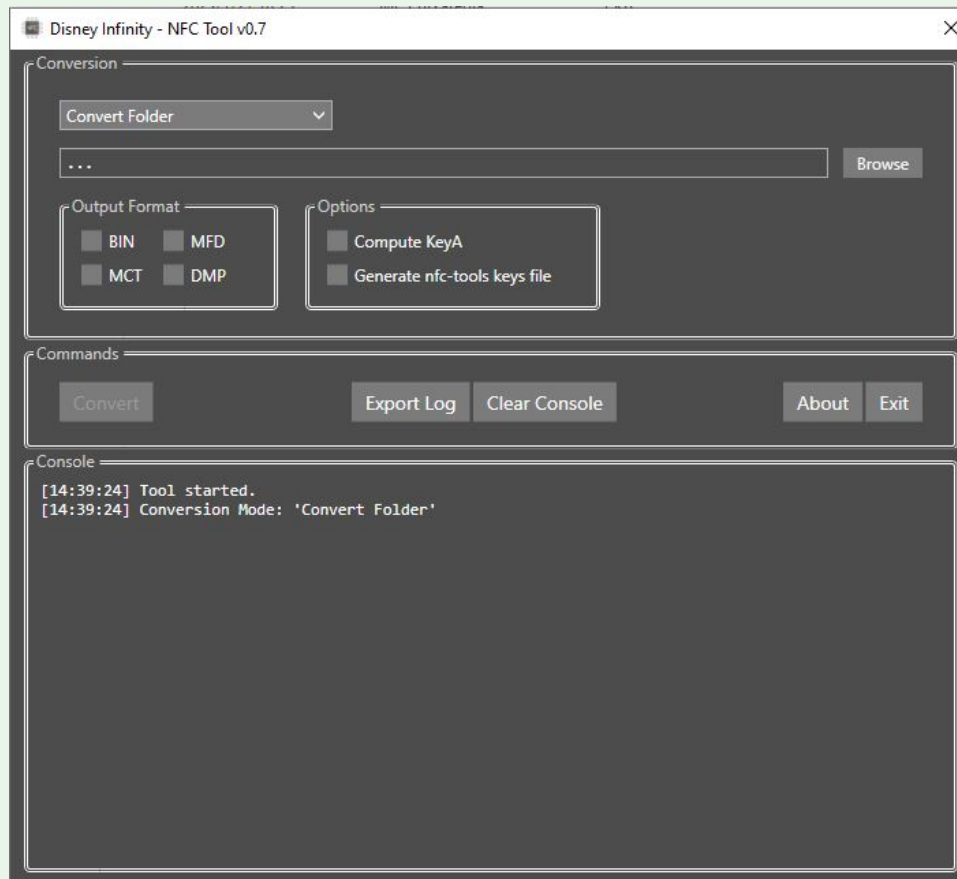 Disney Infinity - NFC Tool v0.7
Conversion
Convert Folder
...
Browse
Output Format
BIN MFD
MCT DMP
Options
Compute KeyA
Generate nfc-tools keys file
Commands
Convert Export Log Clear Console About Exit
Console
[14:39:24] Tool started.
[14:39:24] Conversion Mode: 'Convert Folder'